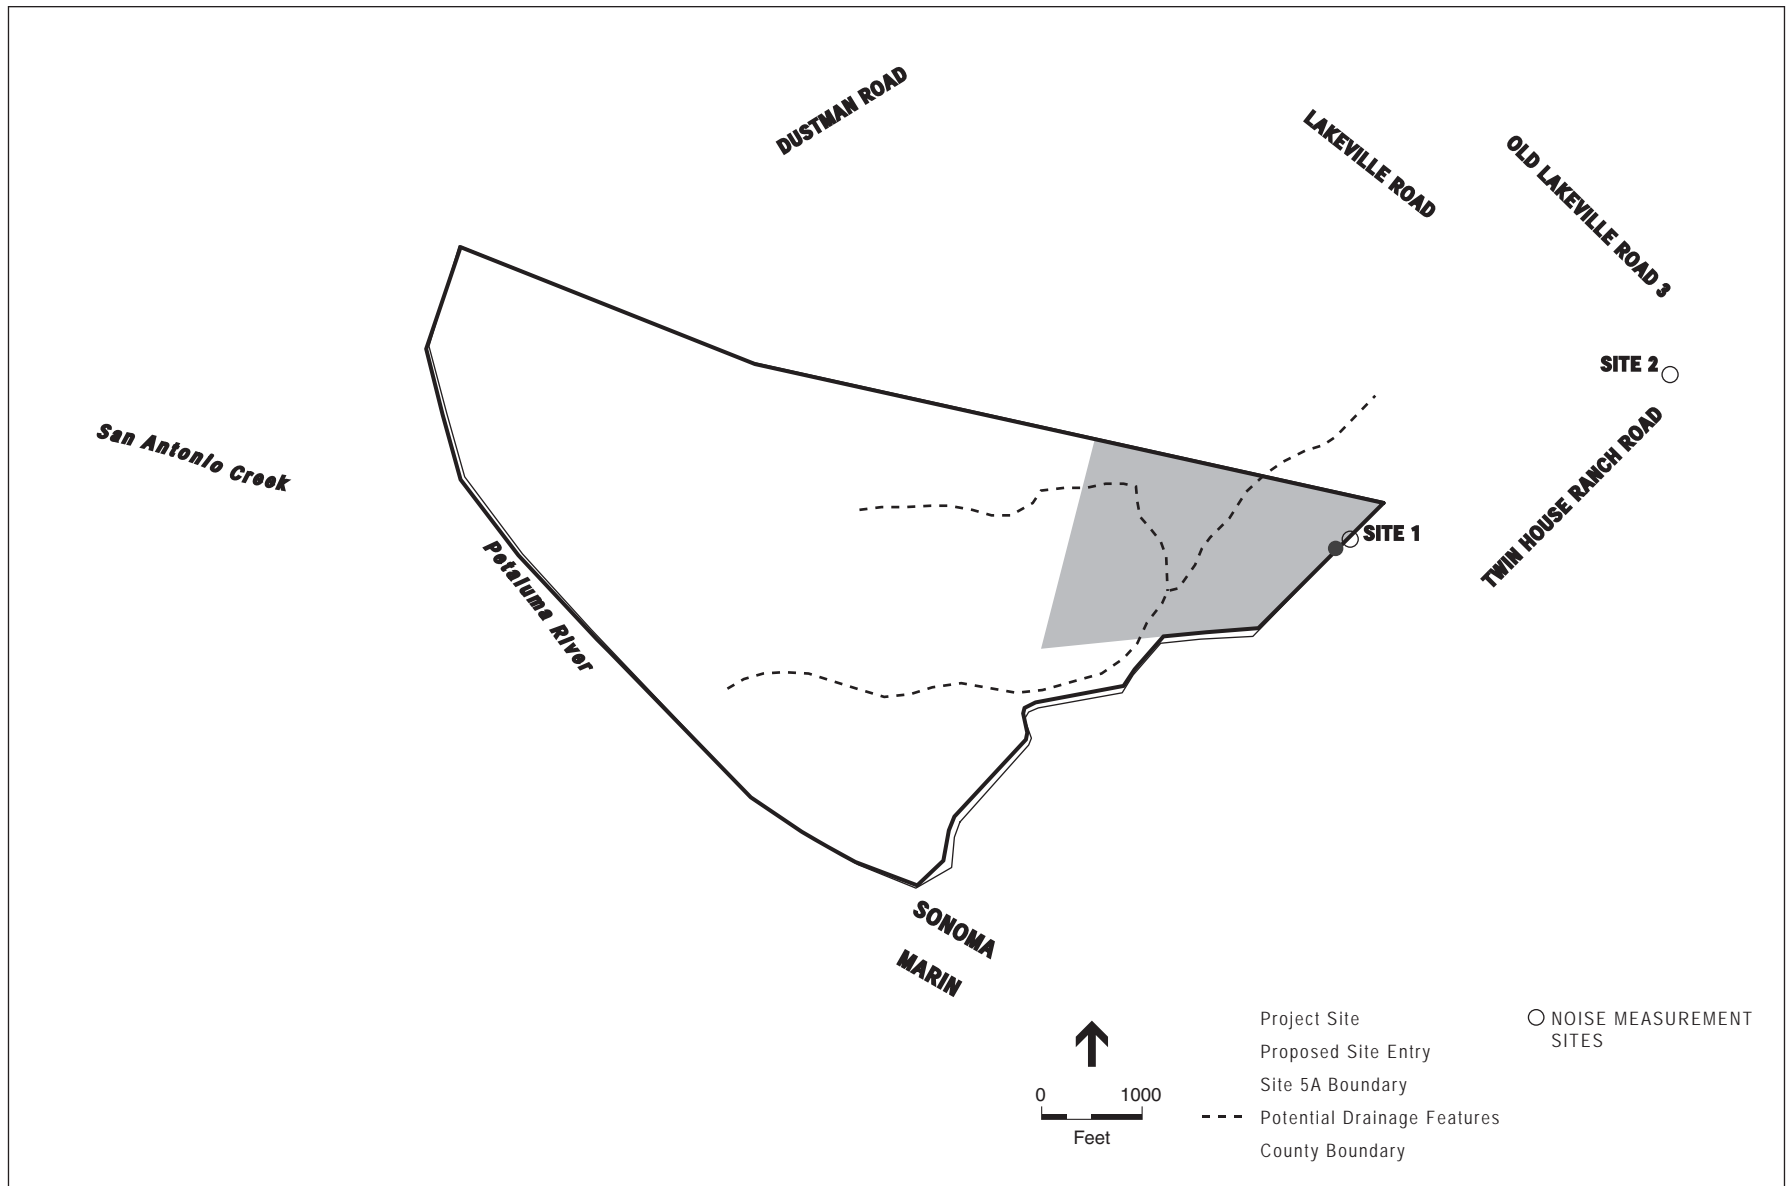 DUSTMAN ROAD
LAKEVILLE ROAD
OLD LAKEVILLE ROAD 3
SITE 2
TWIN HOUSE RANCH ROAD
San Antonio Creek
SITE 1
Petaluma River
SONOMA
MARIN
0 1000
Feet
Project Site
Proposed Site Entry
Site 5A Boundary
Potential Drainage Features
County Boundary
NOISE MEASUREMENT
SITES